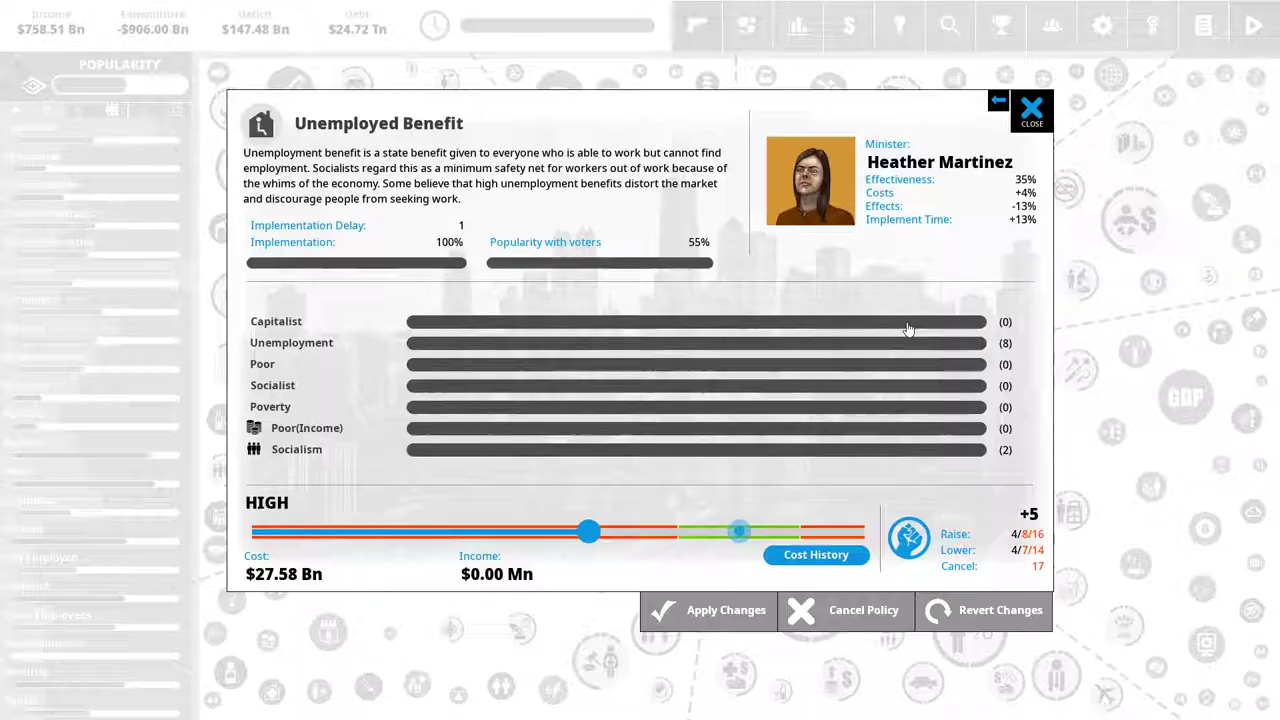 Income
Expenditure
Deficit
Debt
$758.51 Bn
-$906.00 Bn
$147.48 Bn
$24.72 Tn
POPULARITY
Unemployed Benefit
CLOSE
Unemployment benefit is a state benefit given to everyone who is able to work but cannot find
employment. Socialists regard this as a minimum safety net for workers out of work because of
the whims of the economy. Some believe that high unemployment benefits distort the market
and discourage people from seeking work.
Minister:
Heather Martinez
Effectiveness: 35%
Costs +4%
Effects: -13%
Implement Time: +13%
Implementation Delay: 1
Implementation: 100%
Popularity with voters 55%
Capitalist (0)
Unemployment (8)
Poor (0)
Socialist (0)
Poverty (0)
Poor(Income) (0)
Socialism (2)
HIGH
Cost:
$27.58 Bn
Income:
$0.00 Mn
Cost History
+5
Raise: 4/8/16
Lower: 4/7/14
Cancel: 17
Apply Changes
Cancel Policy
Revert Changes
GDP